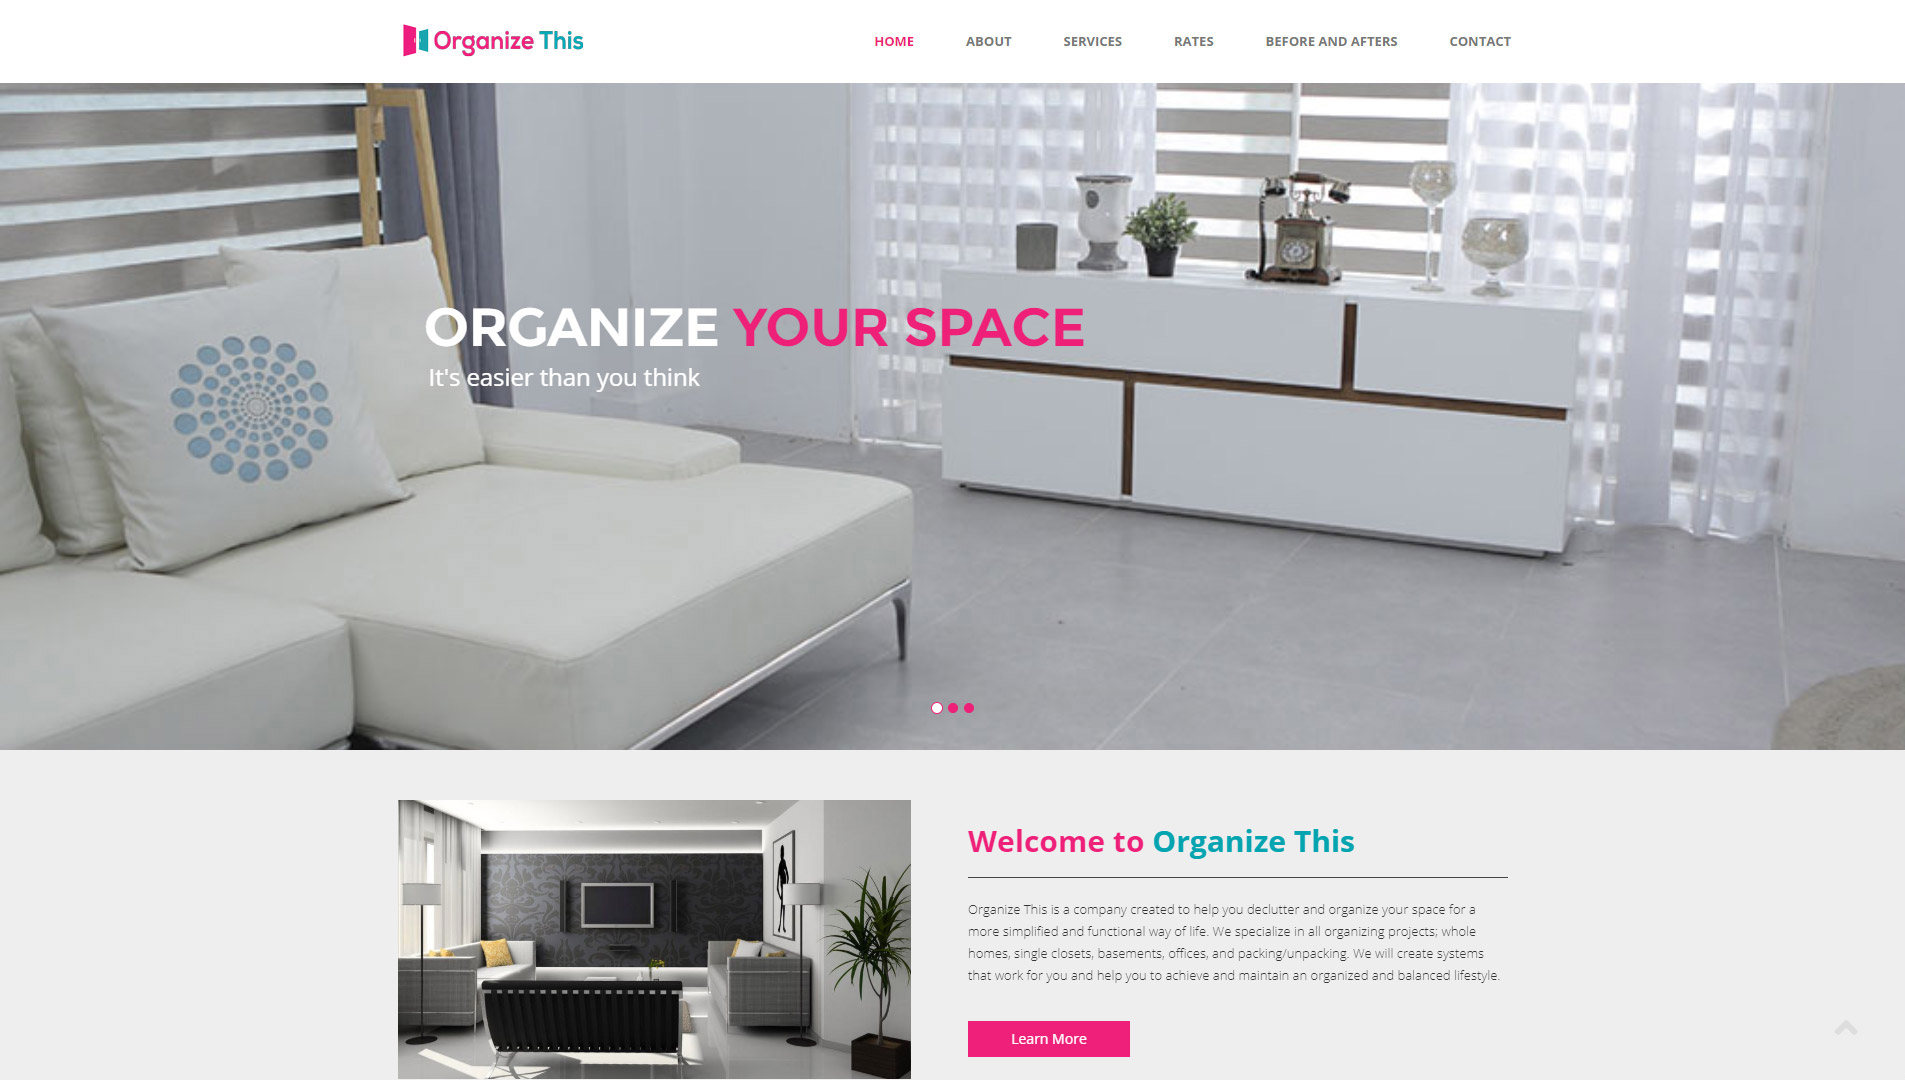 Organize This
HOME
ABOUT
SERVICES
RATES
BEFORE AND AFTERS
CONTACT
ORGANIZE YOUR SPACE
It's easier than you think
Welcome to Organize This
Organize This is a company created to help you declutter and organize your space for a
more simplified and functional way of life. We specialize in all organizing projects; whole
homes, single closets, basements, offices, and packing/unpacking. We will create systems
that work for you and help you to achieve and maintain an organized and balanced lifestyle.
Learn More